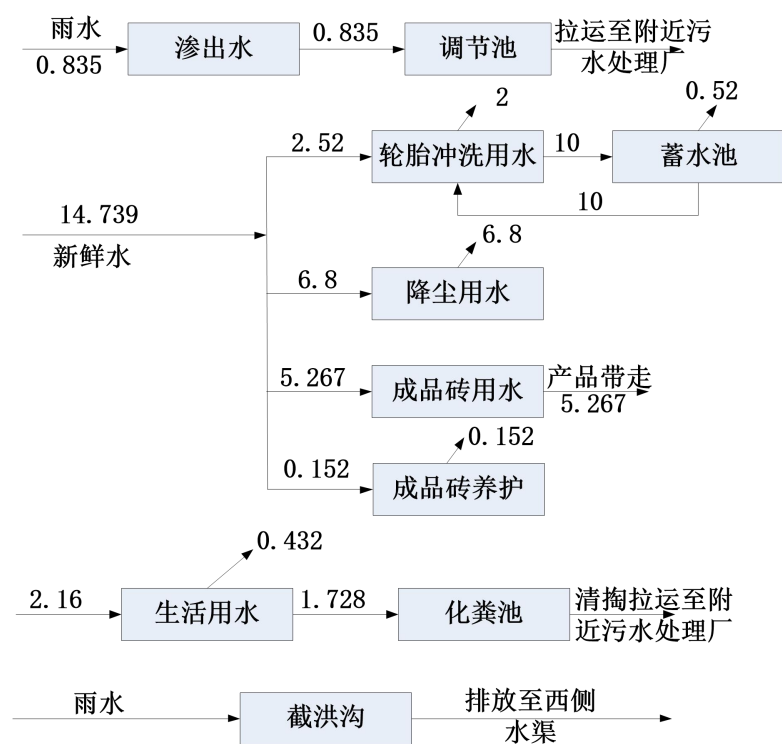 雨水
0.835
渗出水
0.835
调节池
拉运至附近污
水处理厂
2
0.52
2.52
轮胎冲洗用水
10
蓄水池
10
14.739
新鲜水
6.8
6.8
降尘用水
5.267
成品砖用水
产品带走
5.267
0.152
0.152
成品砖养护
0.432
2.16
生活用水
1.728
化粪池
清掏拉运至附
近污水处理厂
雨水
截洪沟
排放至西侧
水渠